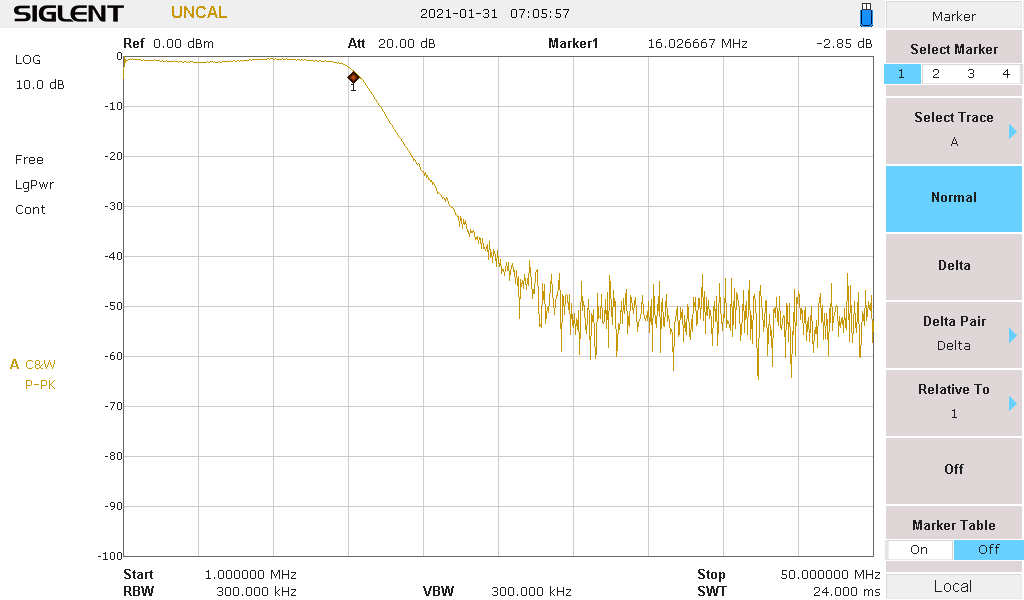 SIGLENT UNCAL 2021-01-31 07:05:57
Marker
Ref 0.00 dBm Att 20.00 dB Marker1 16.026667 MHz -2.85 dB
LOG
10.0 dB
Free
LgPwr
Cont
A C&W
P-PK
0
-10
-20
-30
-40
-50
-60
-70
-80
-90
-100
1
Start 1.000000 MHz Stop 50.000000 MHz
RBW 300.000 kHz VBW 300.000 kHz SWT 24.000 ms
Select Marker
1 2 3 4
Select Trace
A
Normal
Delta
Delta Pair
Delta
Relative To
1
Off
Marker Table
On Off
Local